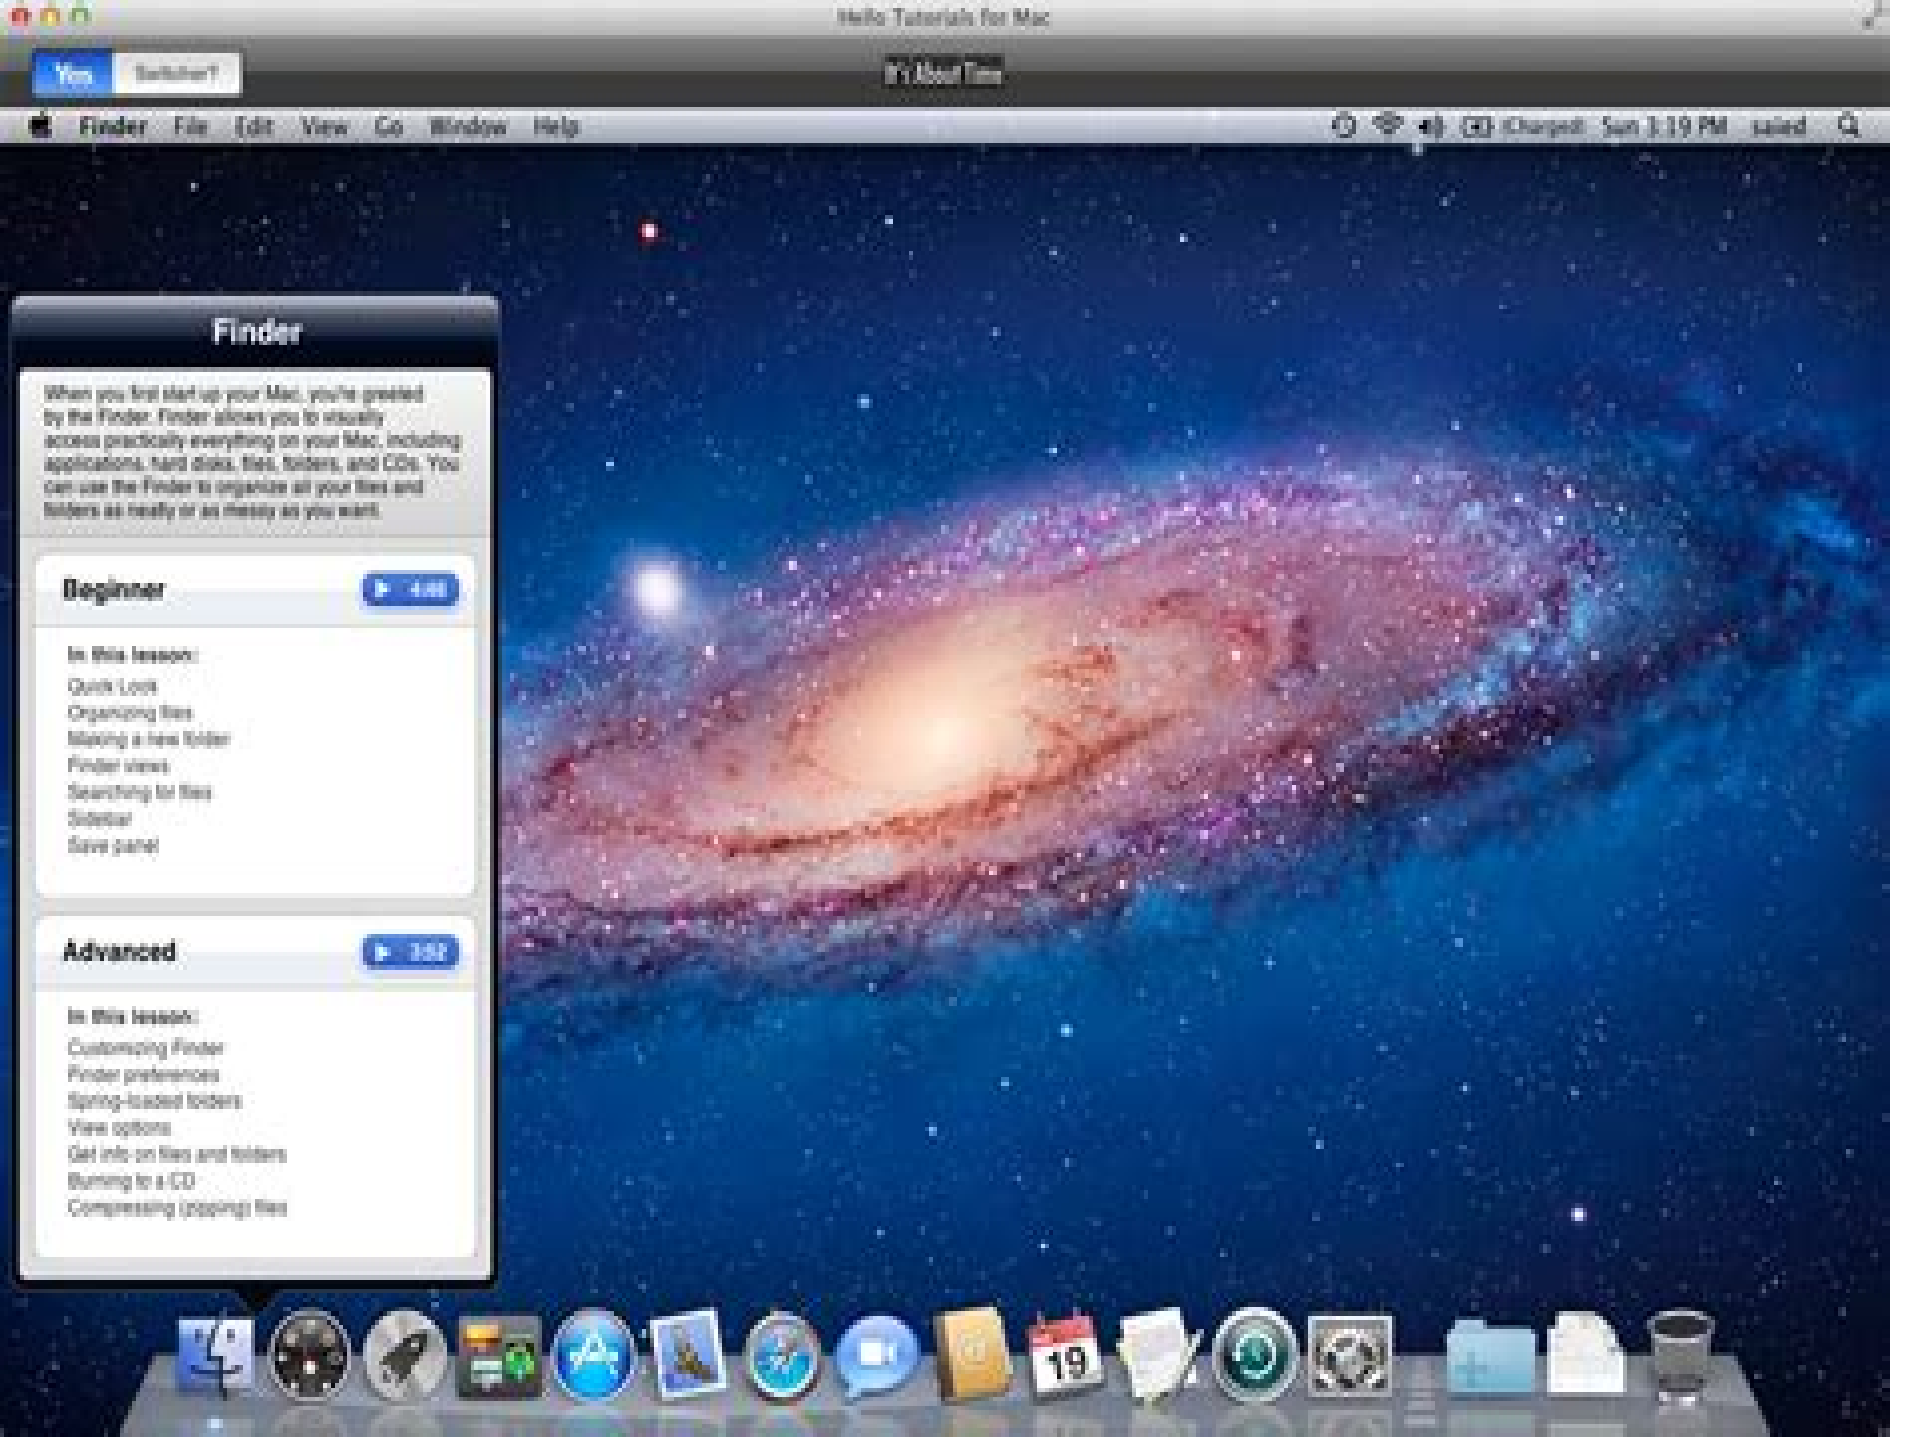 Hello Tutorials for Mac
Yes Switcher?
It's About Time
Finder File Edit View Go Window Help
(Charged) Sun 3:19 PM saied
Finder
When you first start up your Mac, you're greeted
by the Finder. Finder allows you to visually
access practically everything on your Mac, including
applications, hard disks, files, folders, and CDs. You
can use the Finder to organize all your files and
folders as neatly or as messy as you want.
Beginner
In this lesson:
Quick Look
Organizing files
Making a new folder
Finder views
Searching for files
Sidebar
Save panel
Advanced 3:52
In this lesson:
Customizing Finder
Finder preferences
Spring-loaded folders
View options
Get info on files and folders
Burning to a CD
Compressing (zipping) files
19